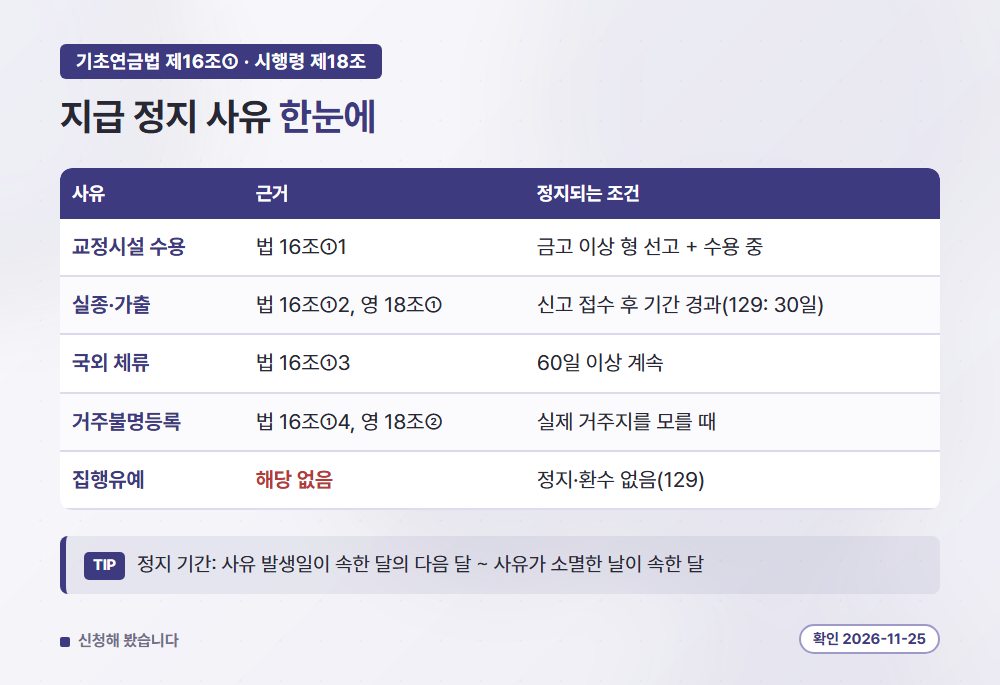 기초연금법 제16조① · 시행령 제18조
지급 정지 사유 한눈에
사유 근거 정지되는 조건
교정시설 수용 법 16조①1 금고 이상 형 선고 + 수용 중
실종·가출 법 16조①2, 영 18조① 신고 접수 후 기간 경과(129: 30일)
국외 체류 법 16조①3 60일 이상 계속
거주불명등록 법 16조①4, 영 18조② 실제 거주지를 모를 때
집행유예 해당 없음 정지·환수 없음(129)
TIP 정지 기간: 사유 발생일이 속한 달의 다음 달 ~ 사유가 소멸한 날이 속한 달
신청해 봤습니다 확인 2026-11-25